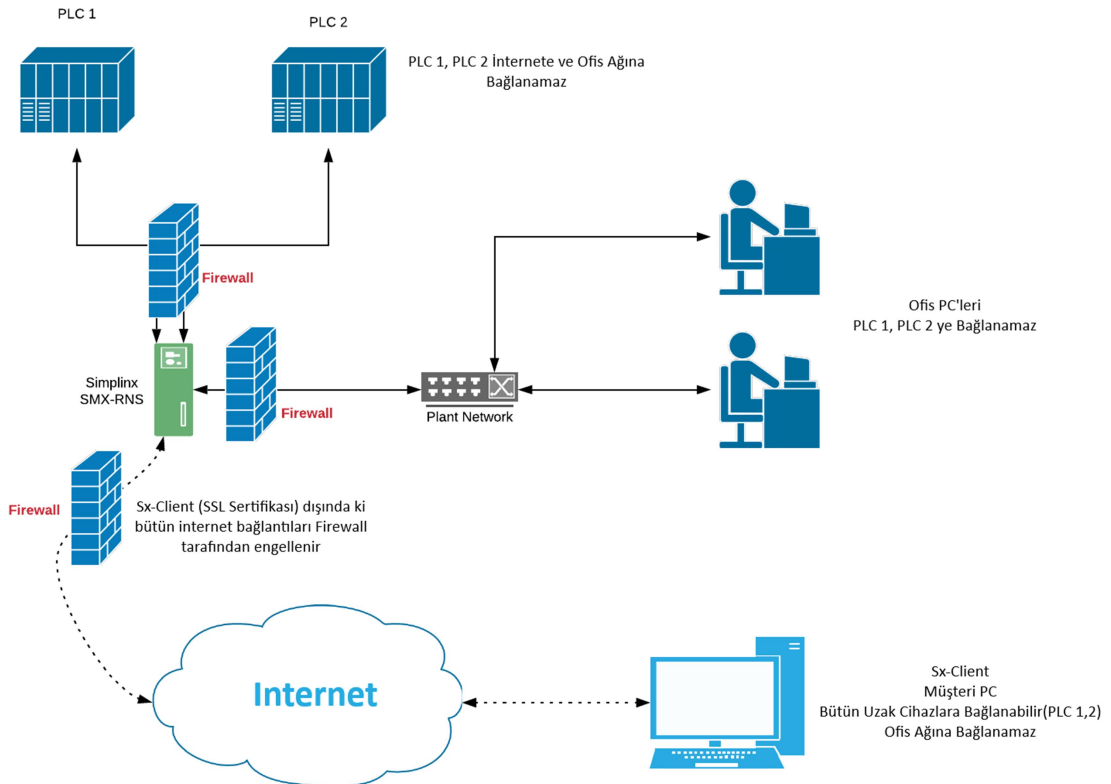 PLC 1
PLC 2
PLC 1, PLC 2 İnternete ve Ofis Ağına
Bağlanamaz
Firewall
Simplinx
SMX-RNS
Firewall
Plant Network
Ofis PC'leri
PLC 1, PLC 2 ye Bağlanamaz
Firewall
Sx-Client (SSL Sertifikası) dışında ki
bütün internet bağlantıları Firewall
tarafından engellenir
Internet
Sx-Client
Müşteri PC
Bütün Uzak Cihazlara Bağlanabilir(PLC 1,2)
Ofis Ağına Bağlanamaz